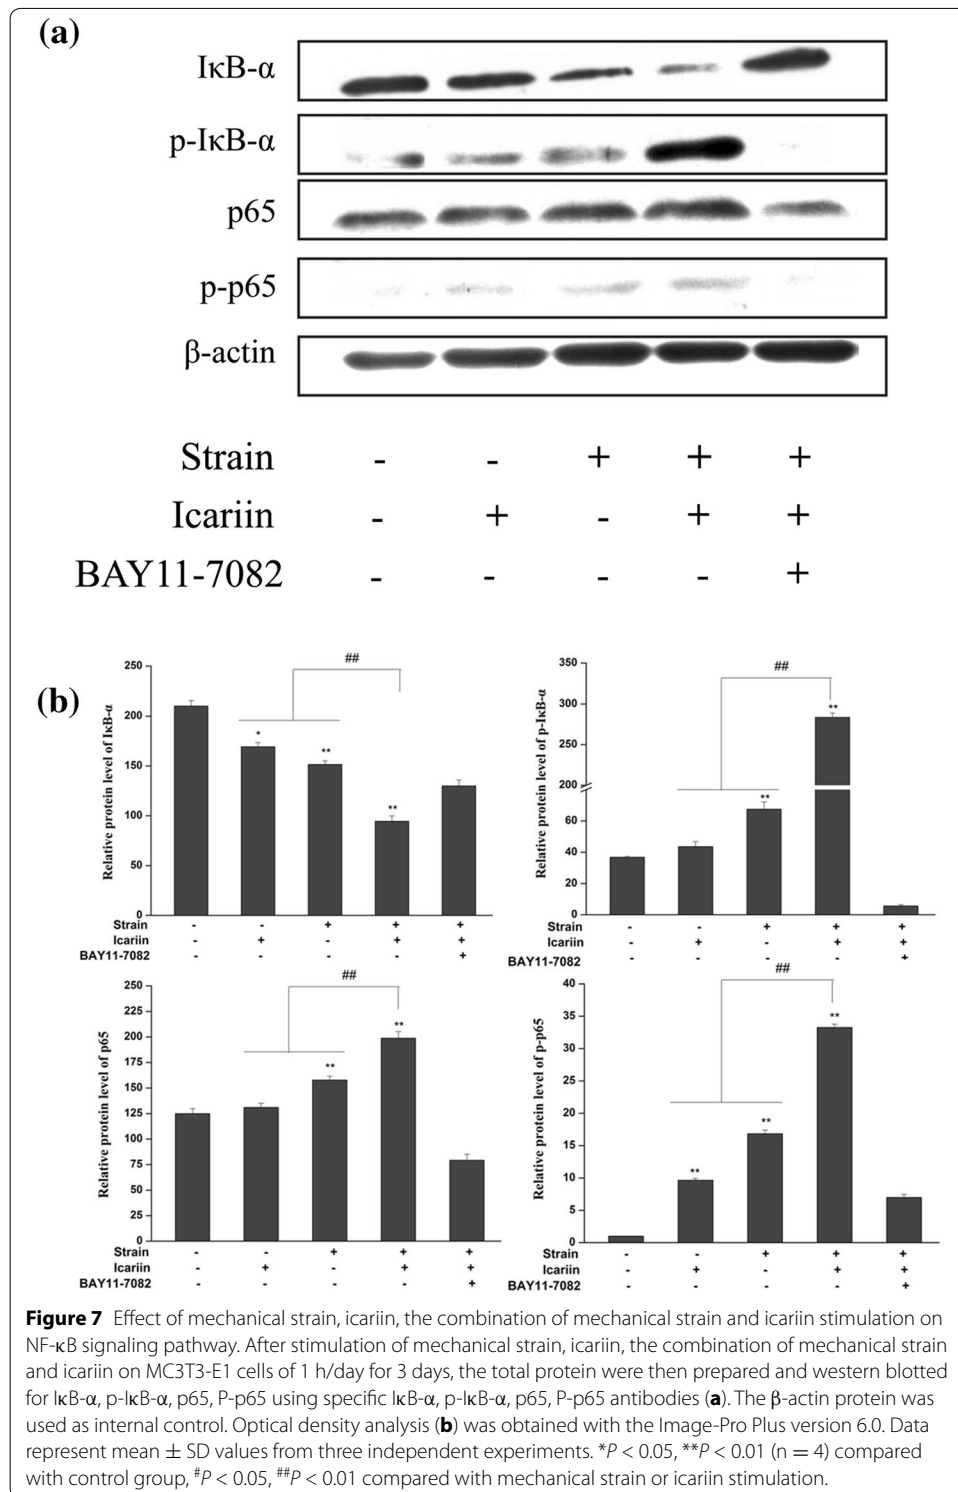 (a)
IκB-α
p-IκB-α
p65
p-p65
β-actin
Strain - - + + +
Icariin - + - + +
BAY11-7082 - - - - +
(b)
Relative protein level of IκB-α
250
200
150
100
50
0
##
* ** **
Strain - - + + +
Icariin - + - + +
BAY11-7082 - - - - +
Relative protein level of p-IκB-α
350
300
250
200
60
40
20
0
##
** **
Strain - - + + +
Icariin - + - + +
BAY11-7082 - - - - +
Relative protein level of p65
250
225
200
175
150
125
100
75
50
25
0
##
** **
Strain - - + + +
Icariin - + - + +
BAY11-7082 - - - - +
Relative protein level of p-p65
40
35
30
25
20
15
10
5
0
##
** ** **
Strain - - + + +
Icariin - + - + +
BAY11-7082 - - - - +
Figure 7 Effect of mechanical strain, icariin, the combination of mechanical strain and icariin stimulation on
NF-κB signaling pathway. After stimulation of mechanical strain, icariin, the combination of mechanical strain
and icariin on MC3T3-E1 cells of 1 h/day for 3 days, the total protein were then prepared and western blotted
for IκB-α, p-IκB-α, p65, P-p65 using specific IκB-α, p-IκB-α, p65, P-p65 antibodies (a). The β-actin protein was
used as internal control. Optical density analysis (b) was obtained with the Image-Pro Plus version 6.0. Data
represent mean ± SD values from three independent experiments. *P < 0.05, **P < 0.01 (n = 4) compared
with control group, #P < 0.05, ##P < 0.01 compared with mechanical strain or icariin stimulation.